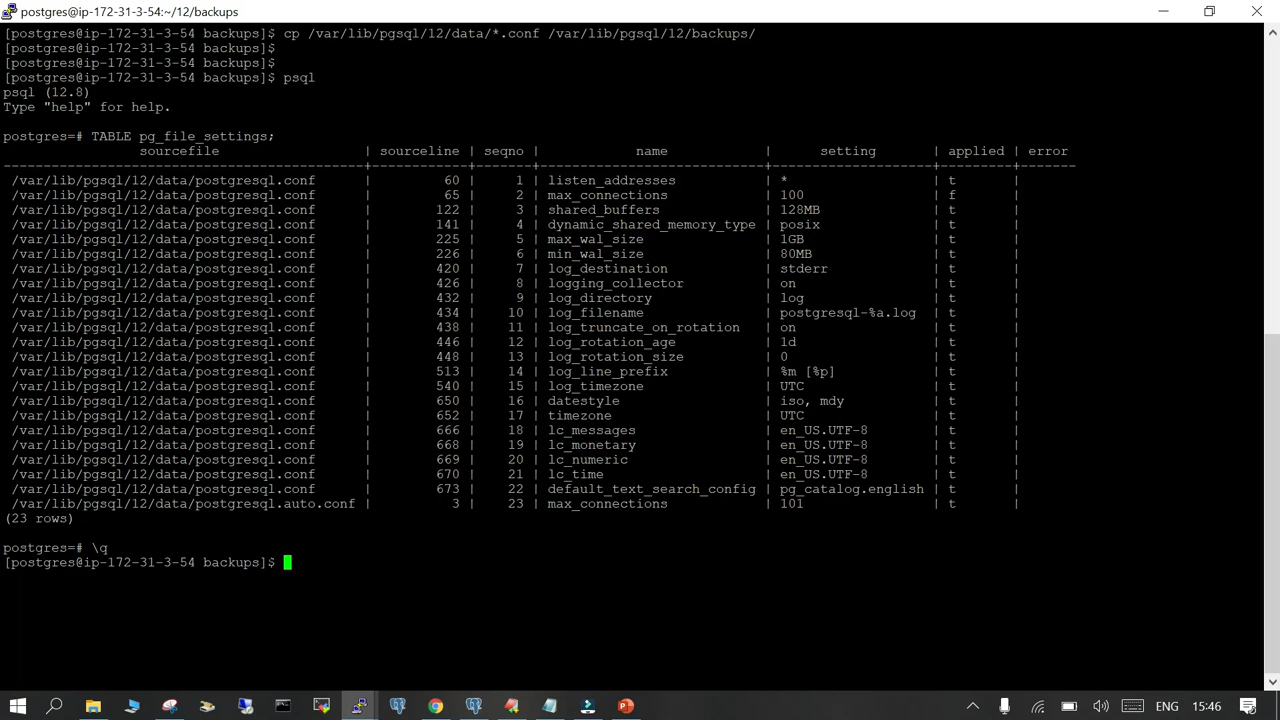 postgres@ip-172-31-3-54:~/12/backups
[postgres@ip-172-31-3-54 backups]$ cp /var/lib/pgsql/12/data/*.conf /var/lib/pgsql/12/backups/
[postgres@ip-172-31-3-54 backups]$
[postgres@ip-172-31-3-54 backups]$
[postgres@ip-172-31-3-54 backups]$ psql
psql (12.8)
Type "help" for help.
postgres=# TABLE pg_file_settings;
sourcefile | sourceline | seqno | name | setting | applied | error
-----------------------------------------+------------+-------+----------------------------+--------------------+---------+-------
/var/lib/pgsql/12/data/postgresql.conf | 60 | 1 | listen_addresses | * | t |
/var/lib/pgsql/12/data/postgresql.conf | 65 | 2 | max_connections | 100 | f |
/var/lib/pgsql/12/data/postgresql.conf | 122 | 3 | shared_buffers | 128MB | t |
/var/lib/pgsql/12/data/postgresql.conf | 141 | 4 | dynamic_shared_memory_type | posix | t |
/var/lib/pgsql/12/data/postgresql.conf | 225 | 5 | max_wal_size | 1GB | t |
/var/lib/pgsql/12/data/postgresql.conf | 226 | 6 | min_wal_size | 80MB | t |
/var/lib/pgsql/12/data/postgresql.conf | 420 | 7 | log_destination | stderr | t |
/var/lib/pgsql/12/data/postgresql.conf | 426 | 8 | logging_collector | on | t |
/var/lib/pgsql/12/data/postgresql.conf | 432 | 9 | log_directory | log | t |
/var/lib/pgsql/12/data/postgresql.conf | 434 | 10 | log_filename | postgresql-%a.log | t |
/var/lib/pgsql/12/data/postgresql.conf | 438 | 11 | log_truncate_on_rotation | on | t |
/var/lib/pgsql/12/data/postgresql.conf | 446 | 12 | log_rotation_age | 1d | t |
/var/lib/pgsql/12/data/postgresql.conf | 448 | 13 | log_rotation_size | 0 | t |
/var/lib/pgsql/12/data/postgresql.conf | 513 | 14 | log_line_prefix | %m [%p] | t |
/var/lib/pgsql/12/data/postgresql.conf | 540 | 15 | log_timezone | UTC | t |
/var/lib/pgsql/12/data/postgresql.conf | 650 | 16 | datestyle | iso, mdy | t |
/var/lib/pgsql/12/data/postgresql.conf | 652 | 17 | timezone | UTC | t |
/var/lib/pgsql/12/data/postgresql.conf | 666 | 18 | lc_messages | en_US.UTF-8 | t |
/var/lib/pgsql/12/data/postgresql.conf | 668 | 19 | lc_monetary | en_US.UTF-8 | t |
/var/lib/pgsql/12/data/postgresql.conf | 669 | 20 | lc_numeric | en_US.UTF-8 | t |
/var/lib/pgsql/12/data/postgresql.conf | 670 | 21 | lc_time | en_US.UTF-8 | t |
/var/lib/pgsql/12/data/postgresql.conf | 673 | 22 | default_text_search_config | pg_catalog.english | t |
/var/lib/pgsql/12/data/postgresql.auto.conf | 3 | 23 | max_connections | 101 | t |
(23 rows)
postgres=# \q
[postgres@ip-172-31-3-54 backups]$
ENG 15:46